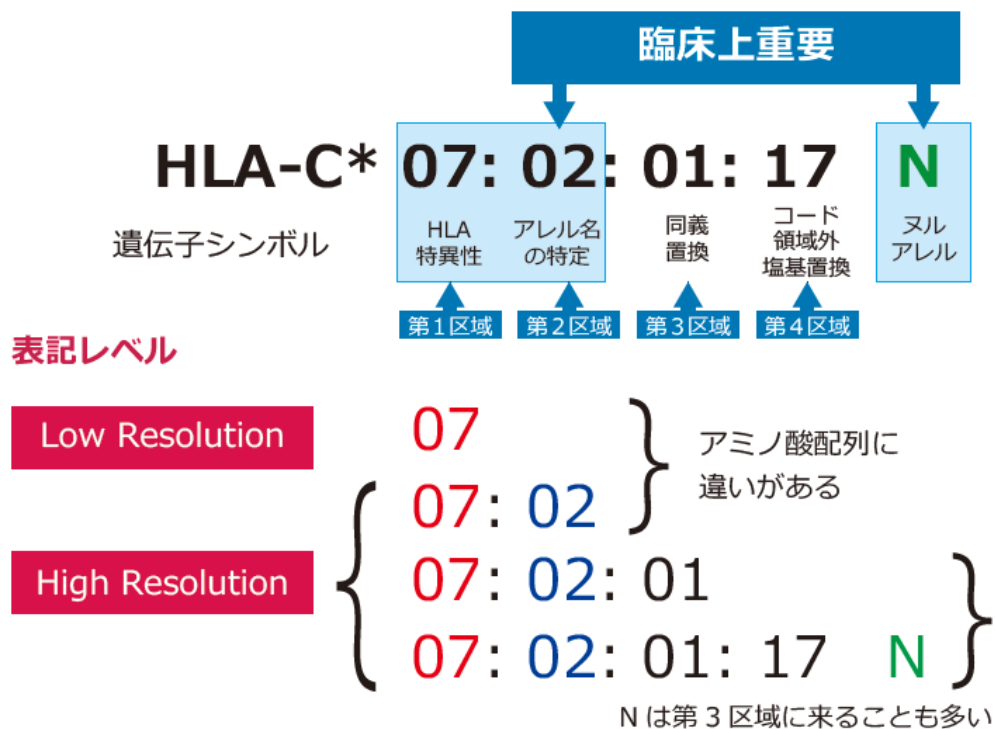 臨床上重要
HLA-C* 07: 02: 01: 17 N
遺伝子シンボル
HLA
特異性
アレル名
の特定
同義
置換
コード
領域外
塩基置換
ヌル
アレル
第1区域
第2区域
第3区域
第4区域
表記レベル
Low Resolution
07
アミノ酸配列に
違いがある
07: 02
High Resolution
07: 02: 01
07: 02: 01: 17 N
N は第 3 区域に来ることも多い